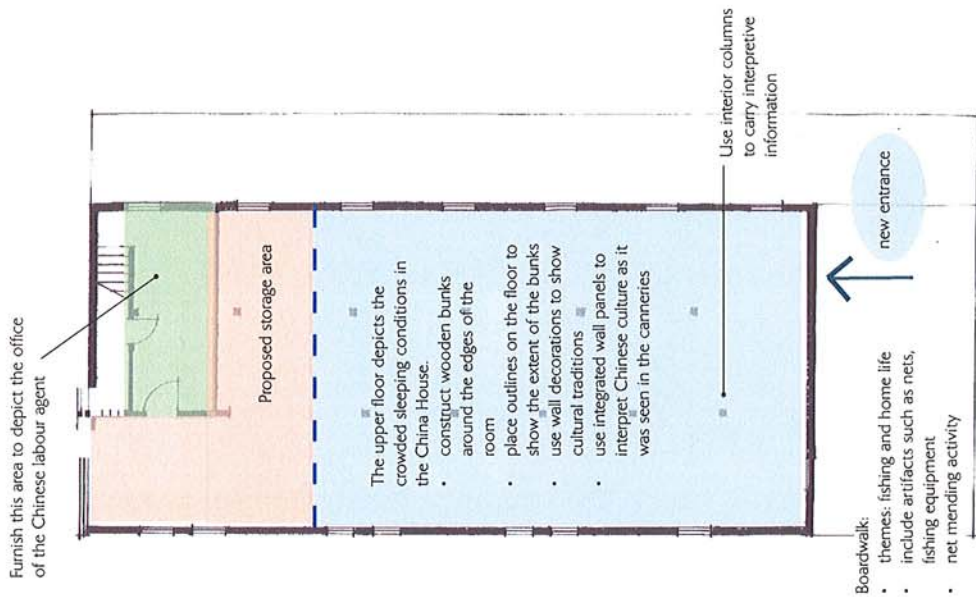 Furnish this area to depict the office
of the Chinese labour agent
Proposed storage area
The upper floor depicts the
crowded sleeping conditions in
the China House.
• construct wooden bunks
around the edges of the
room
• place outlines on the floor to
show the extent of the bunks
• use wall decorations to show
cultural traditions
• use integrated wall panels to
interpret Chinese culture as it
was seen in the canneries
Use interior columns
to carry interpretive
information
new entrance
Boardwalk:
• themes: fishing and home life
• include artifacts such as nets,
fishing equipment
• net mending activity